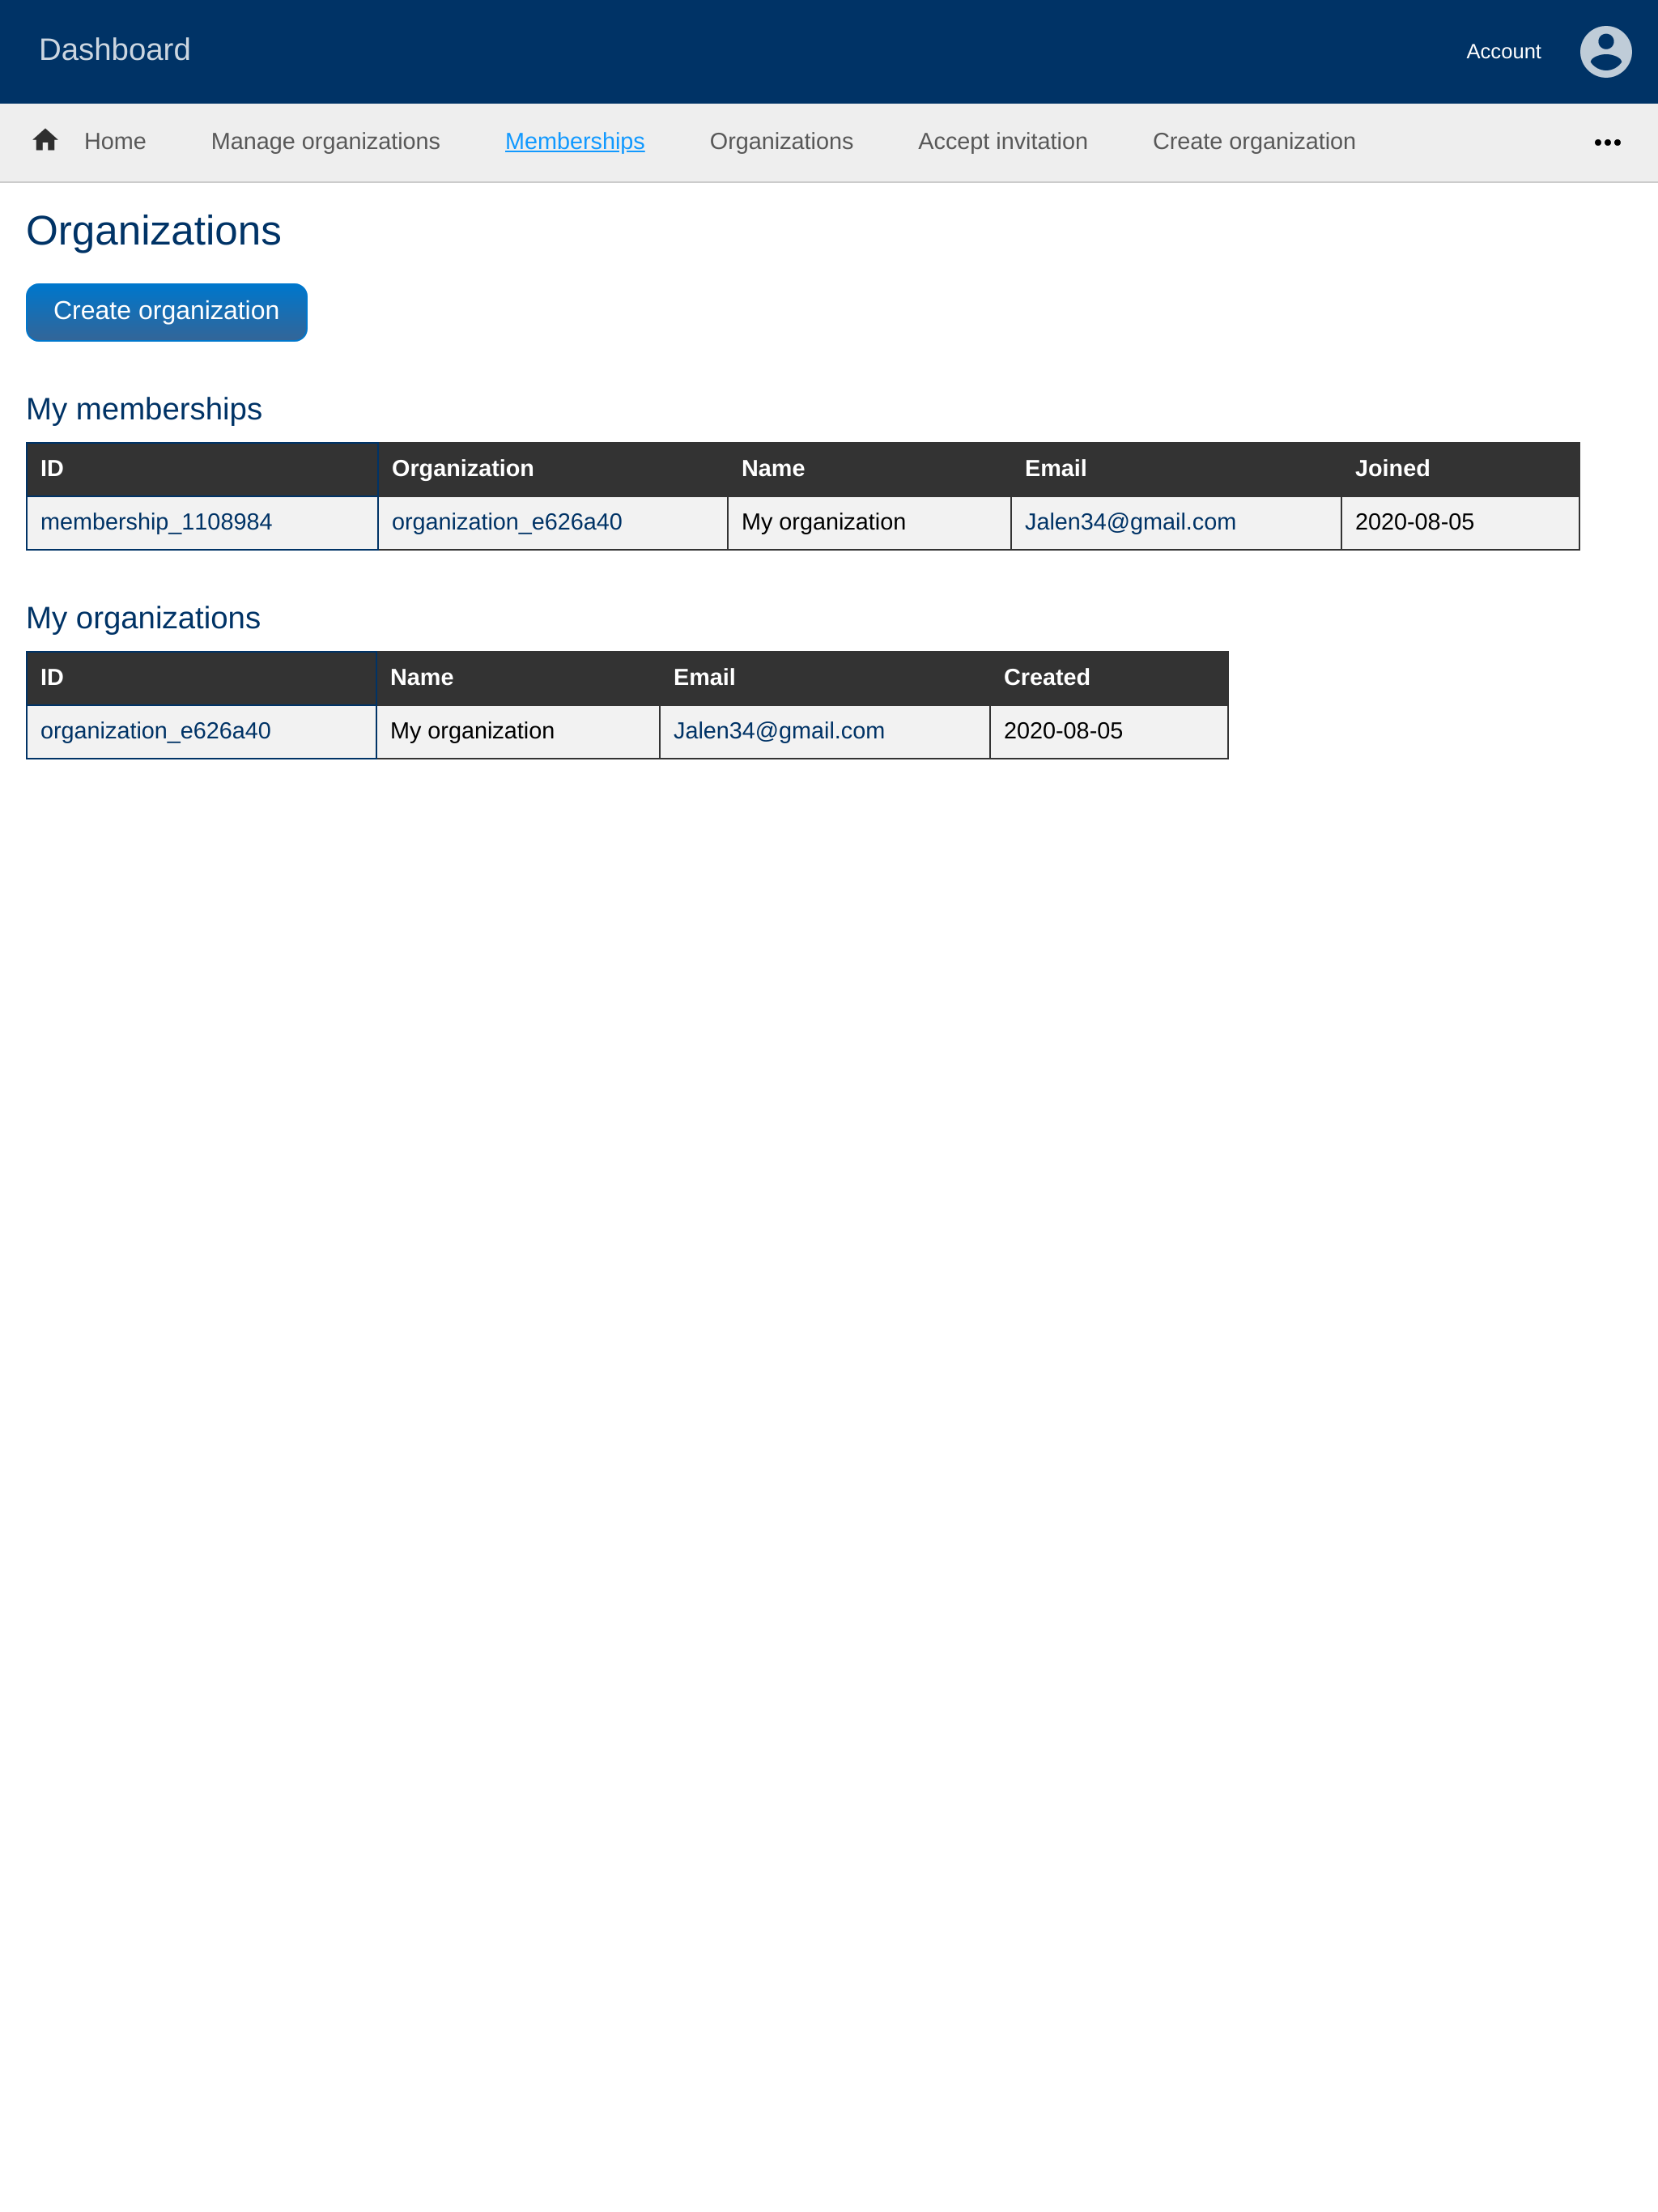 Dashboard
Account
Home Manage organizations Memberships Organizations Accept invitation Create organization
Organizations
Create organization
My memberships
ID Organization Name Email Joined
membership_1108984 organization_e626a40 My organization Jalen34@gmail.com 2020-08-05
My organizations
ID Name Email Created
organization_e626a40 My organization Jalen34@gmail.com 2020-08-05